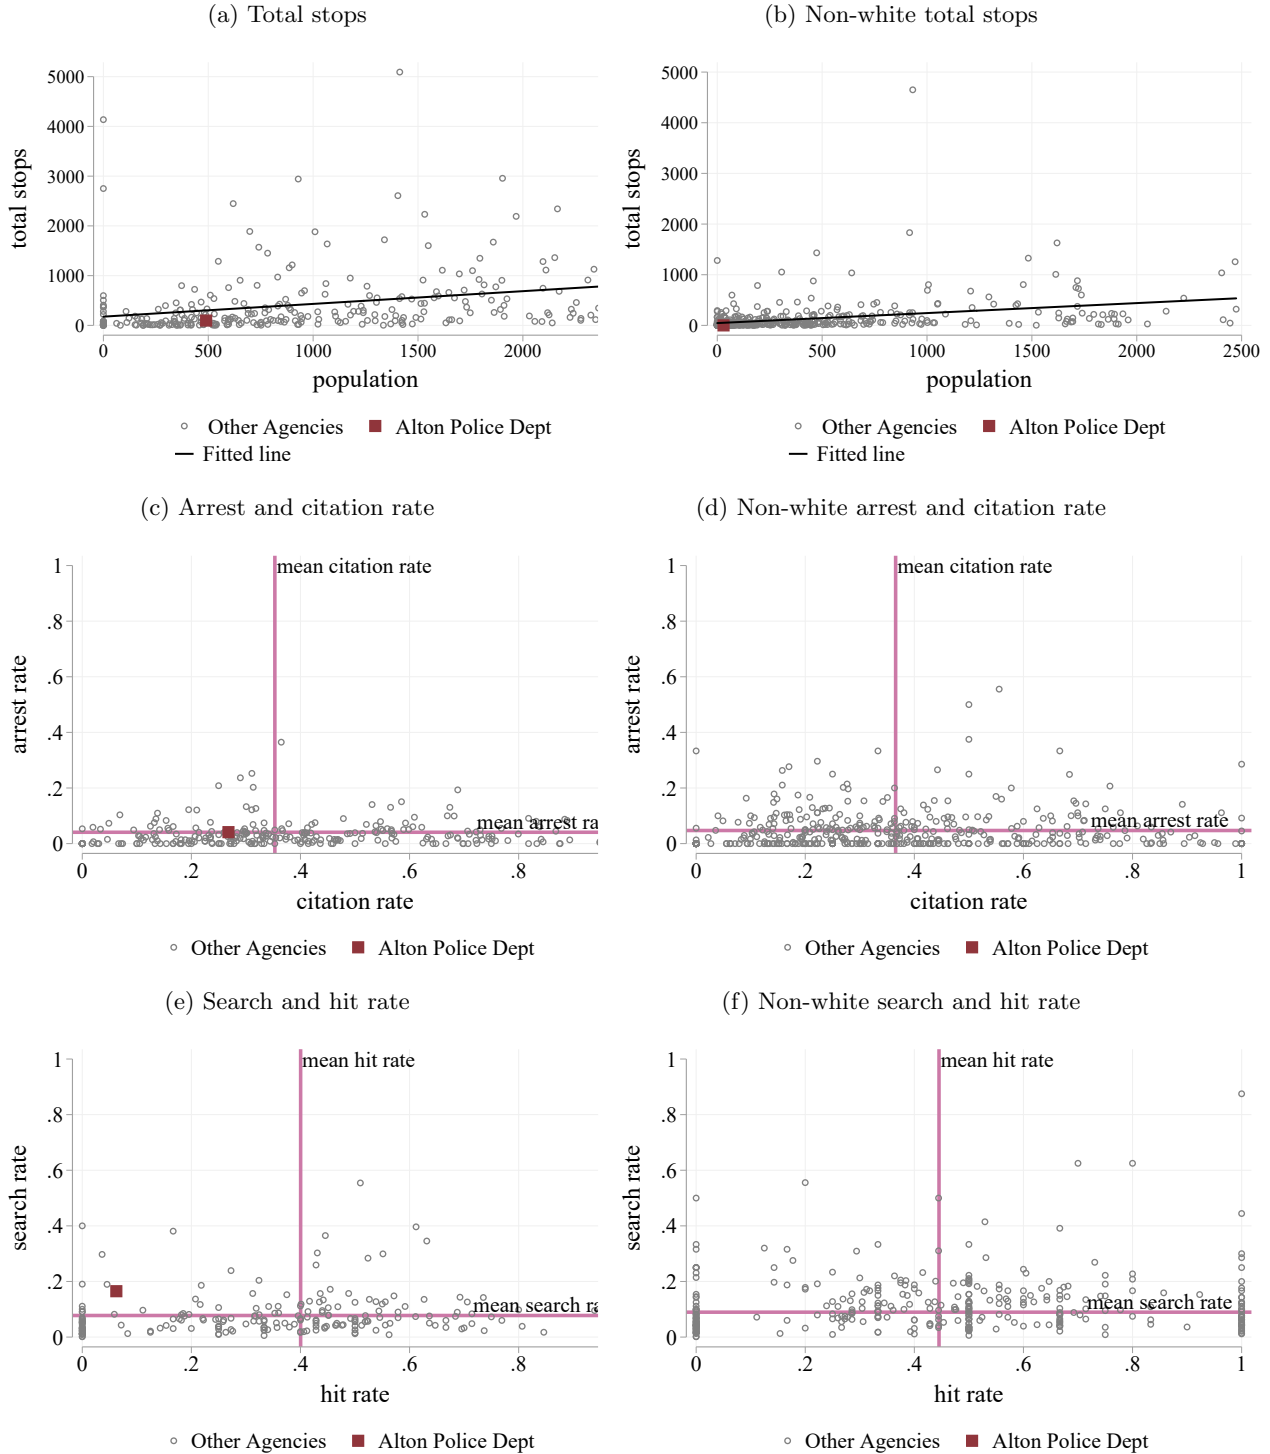 (a) Total stops
(b) Non-white total stops
total stops
5000
4000
3000
2000
1000
0
0 500 1000 1500 2000
population
Other Agencies Alton Police Dept
Fitted line
total stops
5000
4000
3000
2000
1000
0
0 500 1000 1500 2000 2500
population
Other Agencies Alton Police Dept
Fitted line
(c) Arrest and citation rate
(d) Non-white arrest and citation rate
arrest rate
1
.8
.6
.4
.2
0
mean citation rate
mean arrest ra
0 .2 .4 .6 .8
citation rate
Other Agencies Alton Police Dept
arrest rate
1
.8
.6
.4
.2
0
mean citation rate
mean arrest rate
0 .2 .4 .6 .8 1
citation rate
Other Agencies Alton Police Dept
(e) Search and hit rate
(f) Non-white search and hit rate
search rate
1
.8
.6
.4
.2
0
mean hit rate
mean search ra
0 .2 .4 .6 .8
hit rate
Other Agencies Alton Police Dept
search rate
1
.8
.6
.4
.2
0
mean hit rate
mean search rate
0 .2 .4 .6 .8 1
hit rate
Other Agencies Alton Police Dept